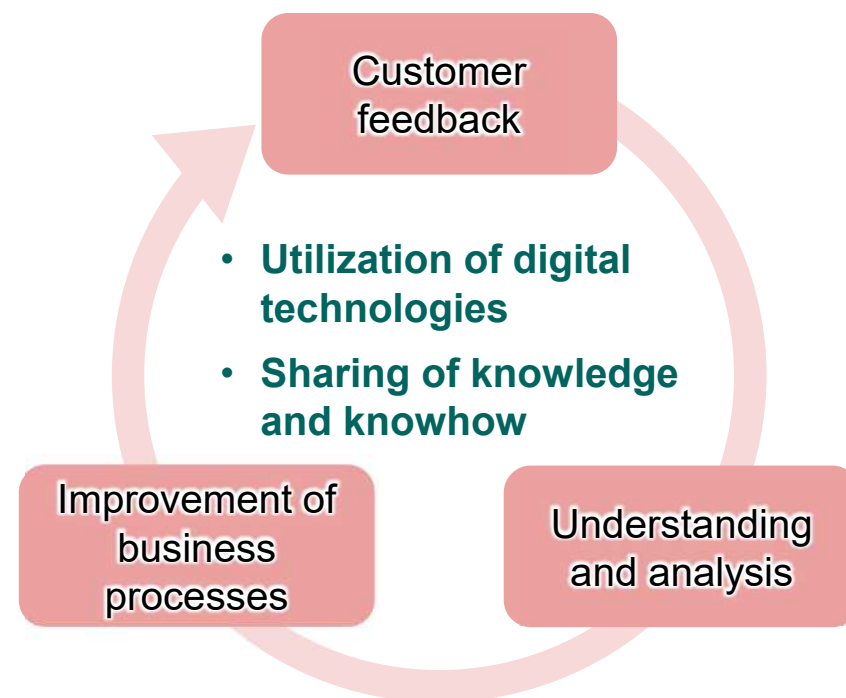 Customer
feedback
• Utilization of digital
technologies
• Sharing of knowledge
and knowhow
Improvement of
business
processes
Understanding
and analysis